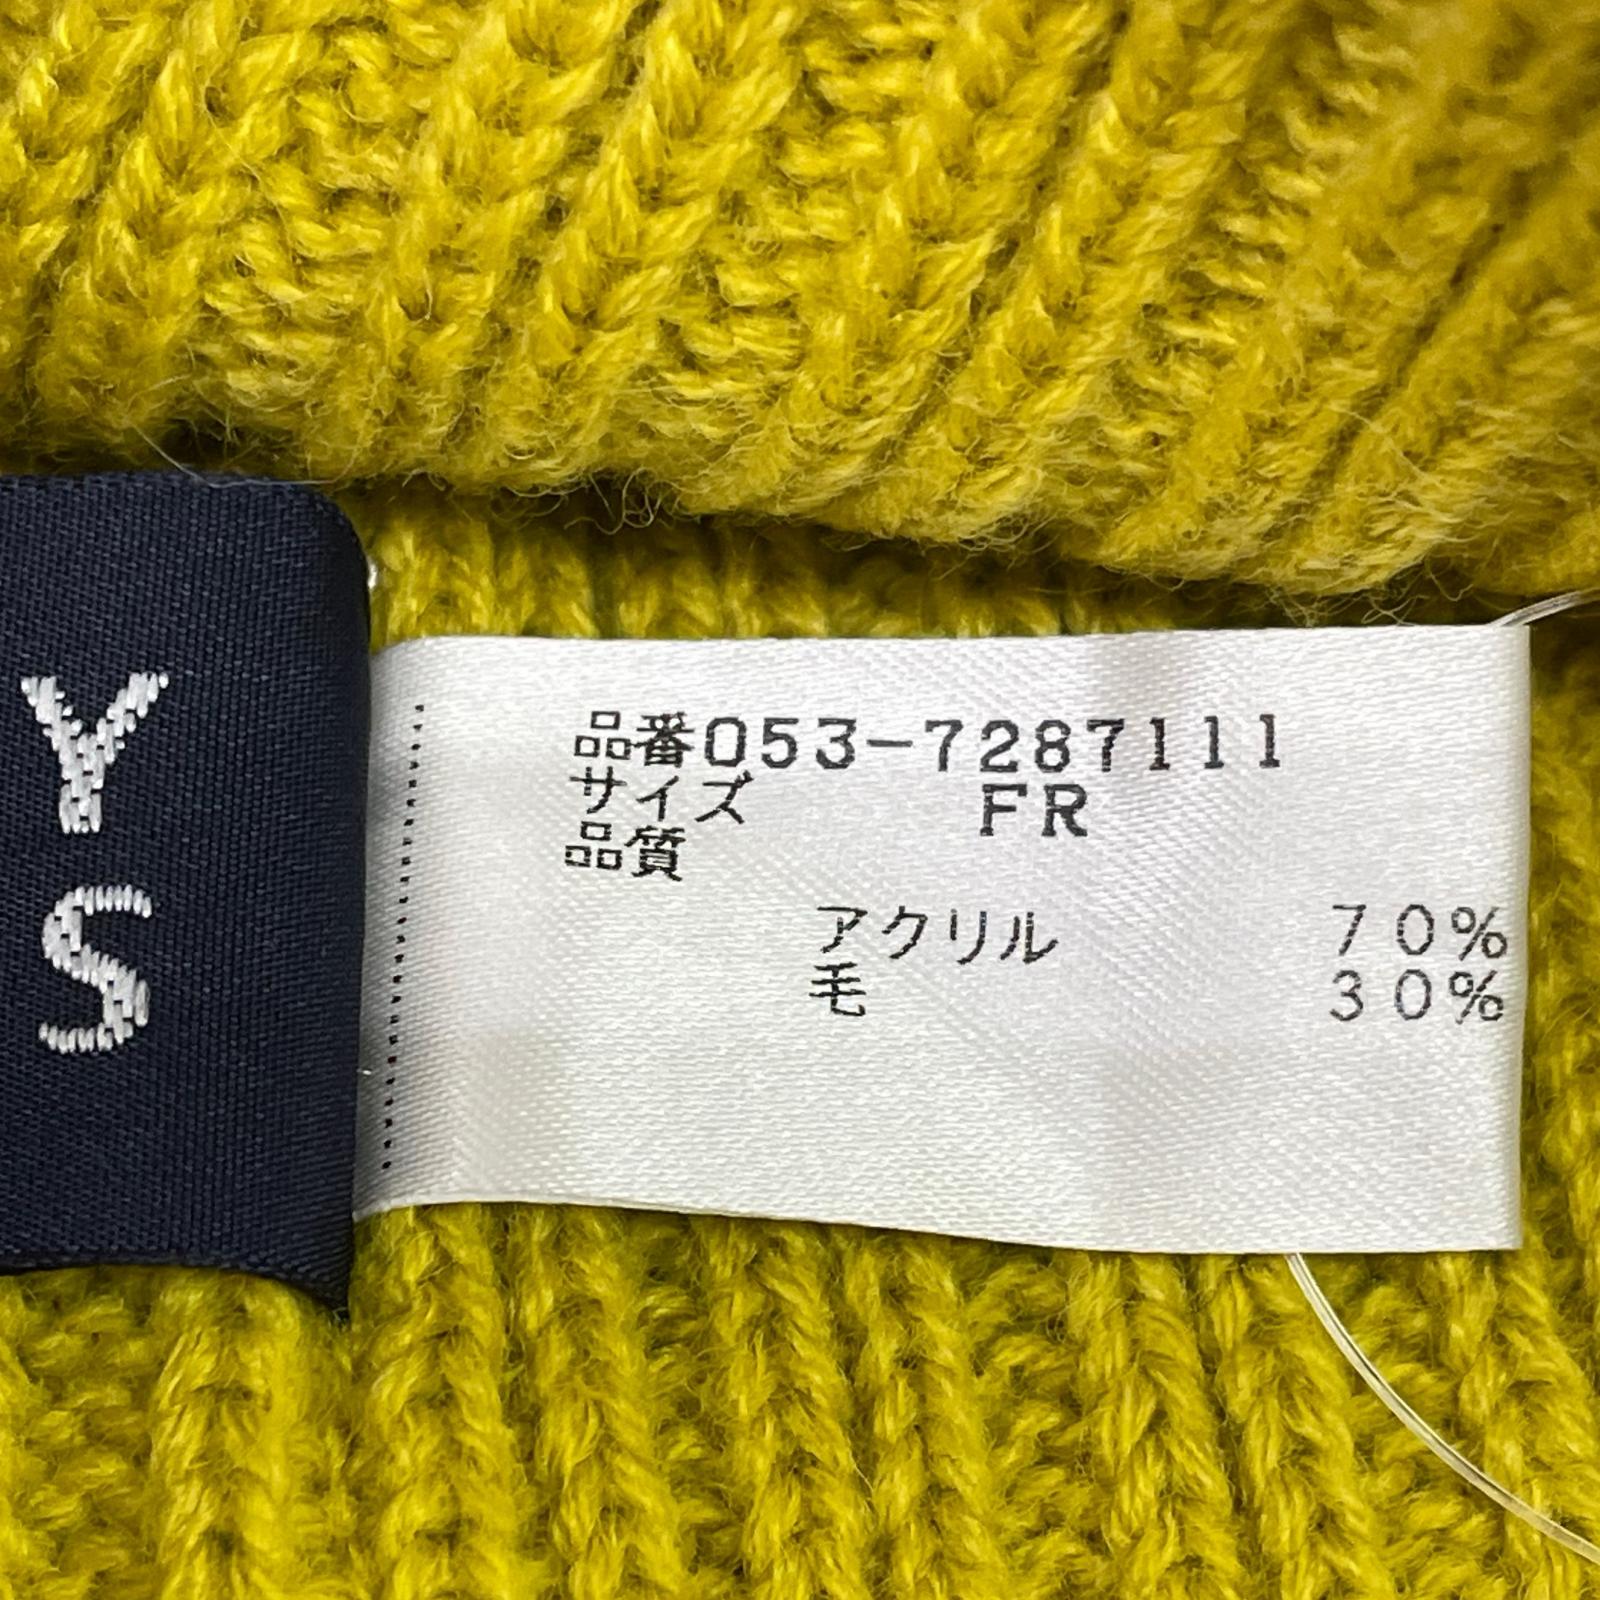 Y
S
品番053-7287111
サイズ FR
品質
アクリル 70%
毛 30%